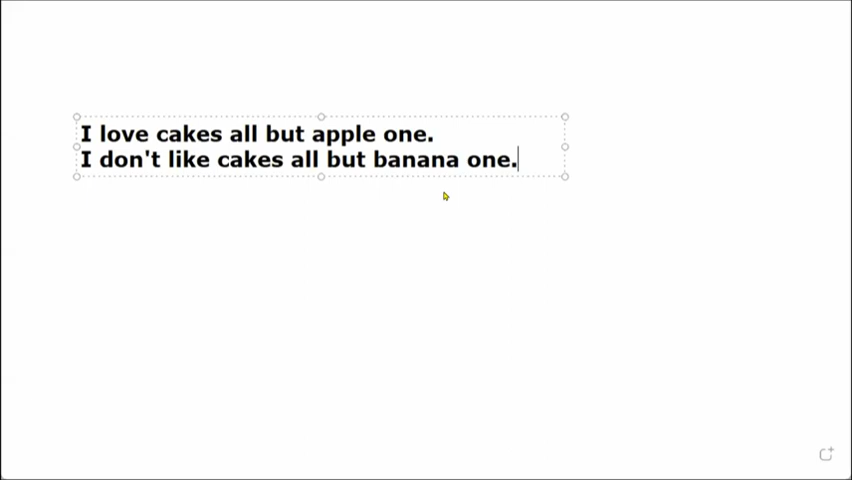 I love cakes all but apple one.
I don't like cakes all but banana one.